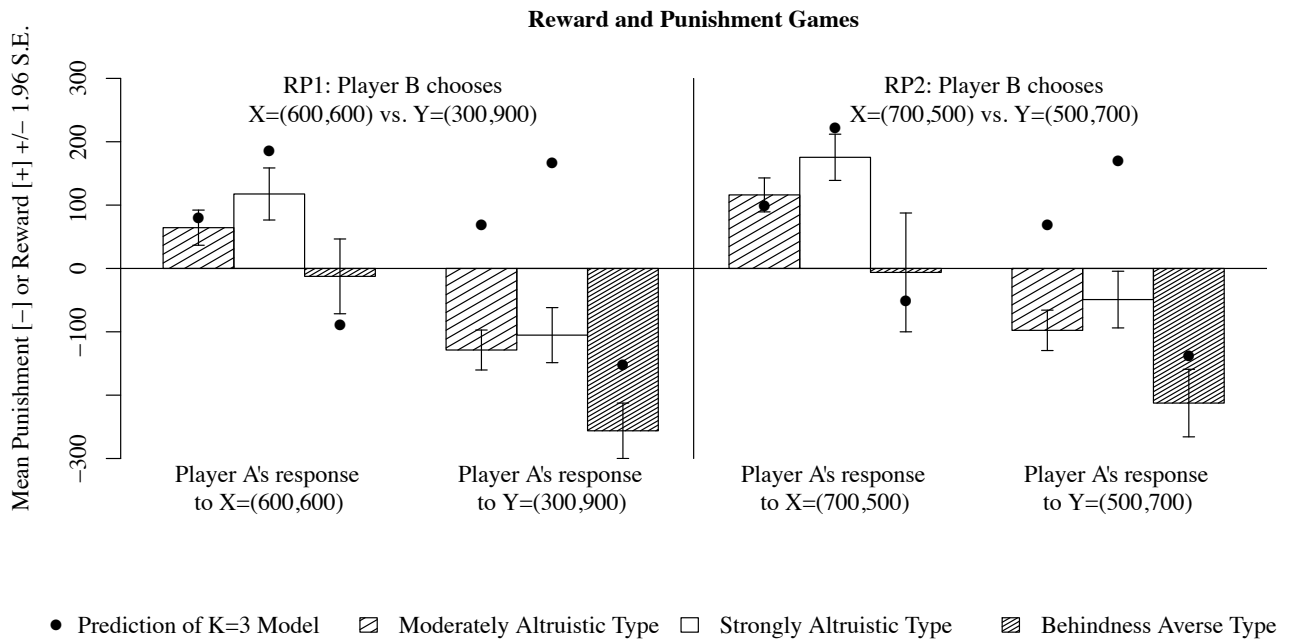 Reward and Punishment Games
Mean Punishment [−] or Reward [+] +/− 1.96 S.E.
300
200
100
0
−100
−300
RP1: Player B chooses
X=(600,600) vs. Y=(300,900)
RP2: Player B chooses
X=(700,500) vs. Y=(500,700)
Player A's response
to X=(600,600)
Player A's response
to Y=(300,900)
Player A's response
to X=(700,500)
Player A's response
to Y=(500,700)
Prediction of K=3 Model
Moderately Altruistic Type
Strongly Altruistic Type
Behindness Averse Type